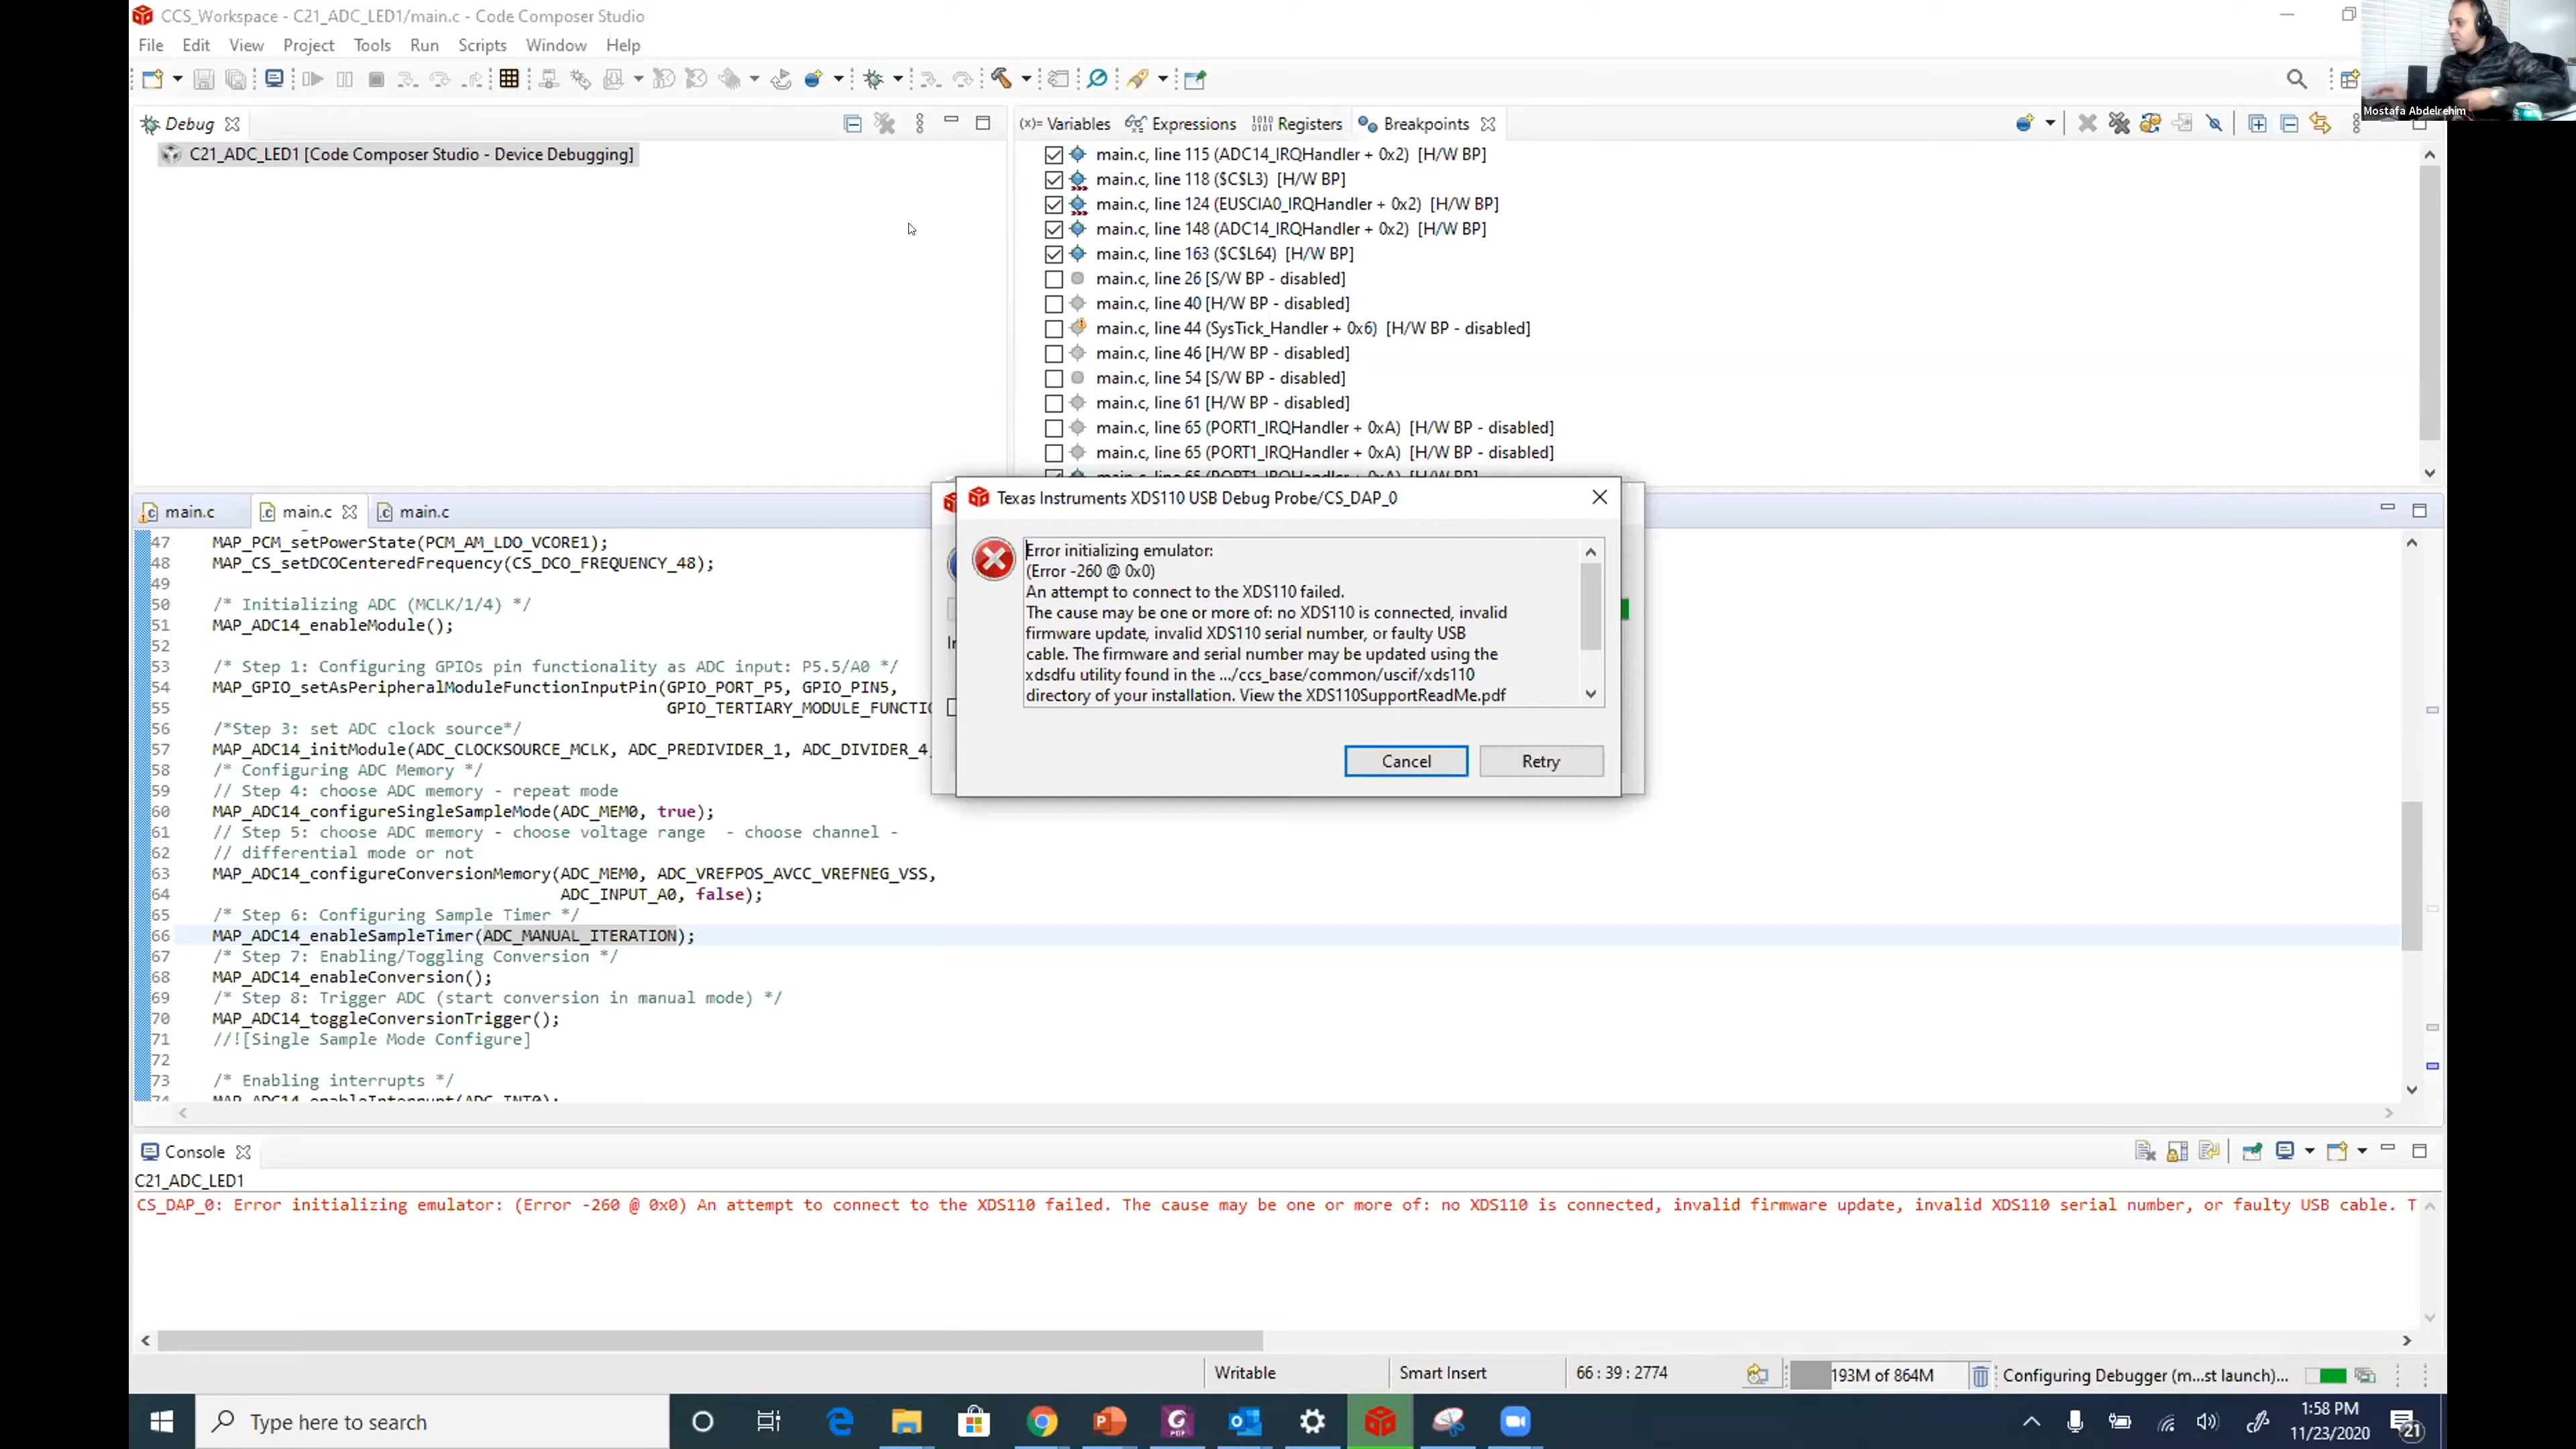 CCS_Workspace - C21_ADC_LED1/main.c - Code Composer Studio
File Edit View Project Tools Run Scripts Window Help
Mostafa Abdelrehim
Debug
C21_ADC_LED1 [Code Composer Studio - Device Debugging]
(x)= Variables Expressions Registers Breakpoints
main.c, line 115 (ADC14_IRQHandler + 0x2) [H/W BP]
main.c, line 118 ($C$L3) [H/W BP]
main.c, line 124 (EUSCIA0_IRQHandler + 0x2) [H/W BP]
main.c, line 148 (ADC14_IRQHandler + 0x2) [H/W BP]
main.c, line 163 ($C$L64) [H/W BP]
main.c, line 26 [S/W BP - disabled]
main.c, line 40 [H/W BP - disabled]
main.c, line 44 (SysTick_Handler + 0x6) [H/W BP - disabled]
main.c, line 46 [H/W BP - disabled]
main.c, line 54 [S/W BP - disabled]
main.c, line 61 [H/W BP - disabled]
main.c, line 65 (PORT1_IRQHandler + 0xA) [H/W BP - disabled]
main.c, line 65 (PORT1_IRQHandler + 0xA) [H/W BP - disabled]
main.c, line 65 (PORT1_IRQHandler + 0xA) [H/W BP]
main.c main.c main.c
47 MAP_PCM_setPowerState(PCM_AM_LDO_VCORE1);
48 MAP_CS_setDCOCenteredFrequency(CS_DCO_FREQUENCY_48);
49
50 /* Initializing ADC (MCLK/1/4) */
51 MAP_ADC14_enableModule();
52
53 /* Step 1: Configuring GPIOs pin functionality as ADC input: P5.5/A0 */
54 MAP_GPIO_setAsPeripheralModuleFunctionInputPin(GPIO_PORT_P5, GPIO_PIN5,
55 GPIO_TERTIARY_MODULE_FUNCTIO
56 /*Step 3: set ADC clock source*/
57 MAP_ADC14_initModule(ADC_CLOCKSOURCE_MCLK, ADC_PREDIVIDER_1, ADC_DIVIDER_4,
58 /* Configuring ADC Memory */
59 // Step 4: choose ADC memory - repeat mode
60 MAP_ADC14_configureSingleSampleMode(ADC_MEM0, true);
61 // Step 5: choose ADC memory - choose voltage range - choose channel -
62 // differential mode or not
63 MAP_ADC14_configureConversionMemory(ADC_MEM0, ADC_VREFPOS_AVCC_VREFNEG_VSS,
64 ADC_INPUT_A0, false);
65 /* Step 6: Configuring Sample Timer */
66 MAP_ADC14_enableSampleTimer(ADC_MANUAL_ITERATION);
67 /* Step 7: Enabling/Toggling Conversion */
68 MAP_ADC14_enableConversion();
69 /* Step 8: Trigger ADC (start conversion in manual mode) */
70 MAP_ADC14_toggleConversionTrigger();
71 //![Single Sample Mode Configure]
72
73 /* Enabling interrupts */
74 MAP_ADC14_enableInterrupt(ADC_INT0);
Texas Instruments XDS110 USB Debug Probe/CS_DAP_0
Error initializing emulator:
(Error -260 @ 0x0)
An attempt to connect to the XDS110 failed.
The cause may be one or more of: no XDS110 is connected, invalid
firmware update, invalid XDS110 serial number, or faulty USB
cable. The firmware and serial number may be updated using the
xdsdfu utility found in the .../ccs_base/common/uscif/xds110
directory of your installation. View the XDS110SupportReadMe.pdf
Cancel Retry
Console
C21_ADC_LED1
CS_DAP_0: Error initializing emulator: (Error -260 @ 0x0) An attempt to connect to the XDS110 failed. The cause may be one or more of: no XDS110 is connected, invalid firmware update, invalid XDS110 serial number, or faulty USB cable. T
Writable Smart Insert 66 : 39 : 2774 193M of 864M Configuring Debugger (m...st launch)...
Type here to search
1:58 PM
11/23/2020
21